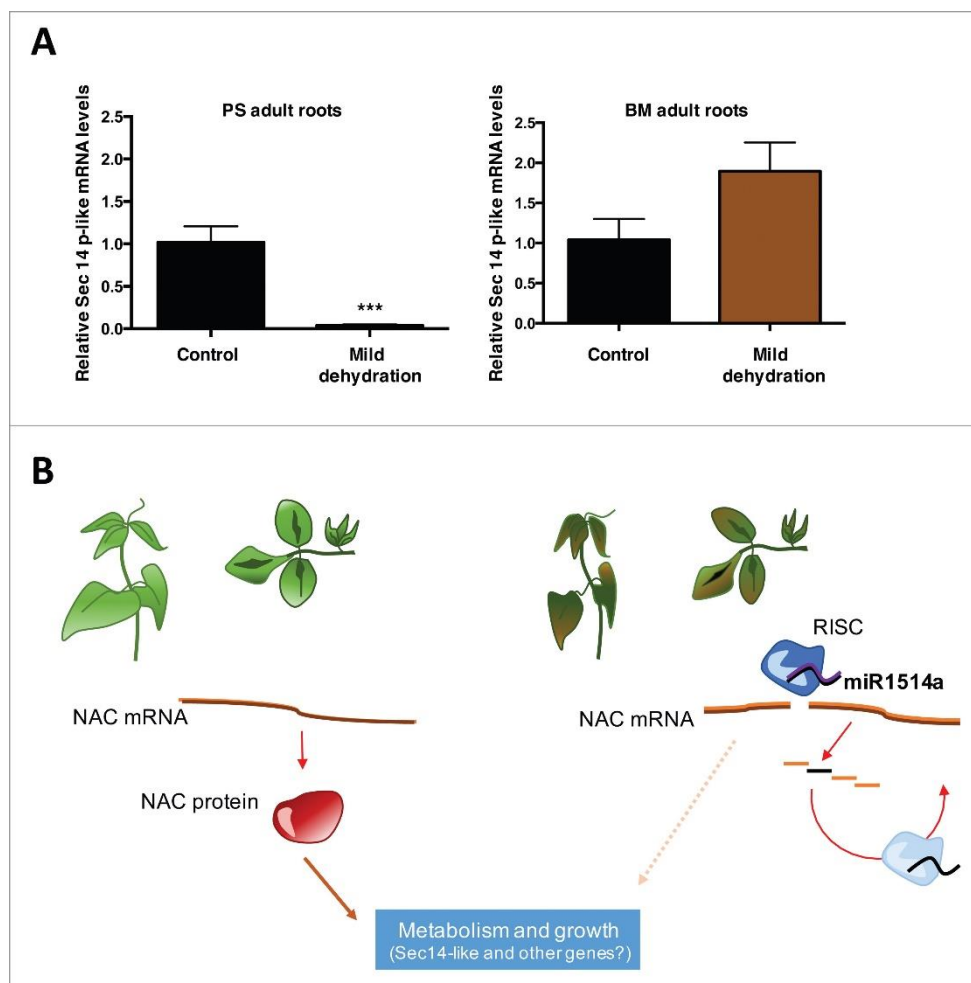 A
Relative Sec 14 p-like mRNA levels
PS adult roots
2.5
2.0
1.5
1.0
0.5
0.0
***
Control
Mild
dehydration
Relative Sec 14 p-like mRNA levels
BM adult roots
2.5
2.0
1.5
1.0
0.5
0.0
Control
Mild
dehydration
B
NAC mRNA
NAC protein
RISC
miR1514a
NAC mRNA
Metabolism and growth
(Sec14-like and other genes?)